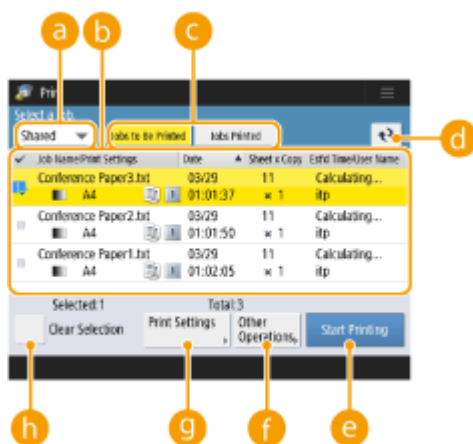 a
b
c
Print
Select a job.
Shared
Jobs to Be Printed
Jobs Printed
d
Job Name/Print Settings Date Sheet x Copy Est'd Time/User Name
Conference Paper3.txt 03/29 11 Calculating...
1 A4 01:01:37 × 1 itp
Conference Paper2.txt 03/29 11 Calculating...
A4 01:01:50 × 1 itp
Conference Paper1.txt 03/29 11 Calculating...
A4 01:02:05 × 1 itp
Selected:1 Total:3
Clear Selection
Print Settings
Other
Operations
Start Printing
h
g
f
e